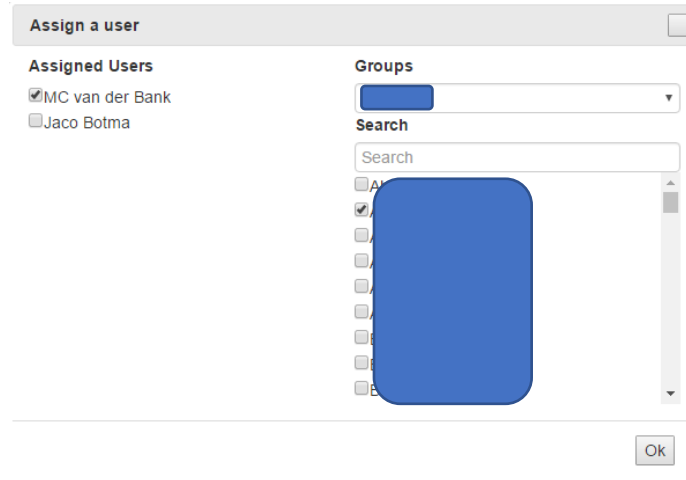 Assign a user
Assigned Users
MC van der Bank
Jaco Botma
Groups
Search
Search
Ok